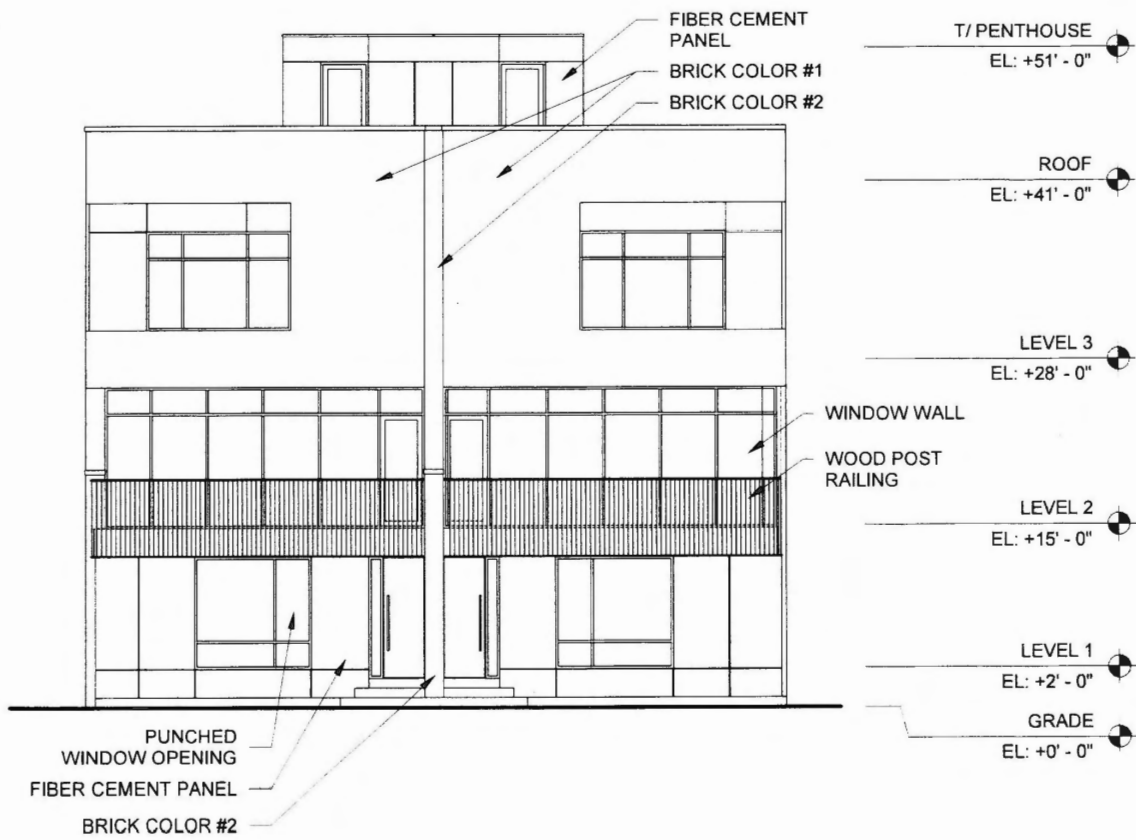 FIBER CEMENT
PANEL
BRICK COLOR #1
BRICK COLOR #2
T/ PENTHOUSE
EL: +51' - 0"
ROOF
EL: +41' - 0"
LEVEL 3
EL: +28' - 0"
WINDOW WALL
WOOD POST
RAILING
LEVEL 2
EL: +15' - 0"
LEVEL 1
EL: +2' - 0"
GRADE
EL: +0' - 0"
PUNCHED
WINDOW OPENING
FIBER CEMENT PANEL
BRICK COLOR #2